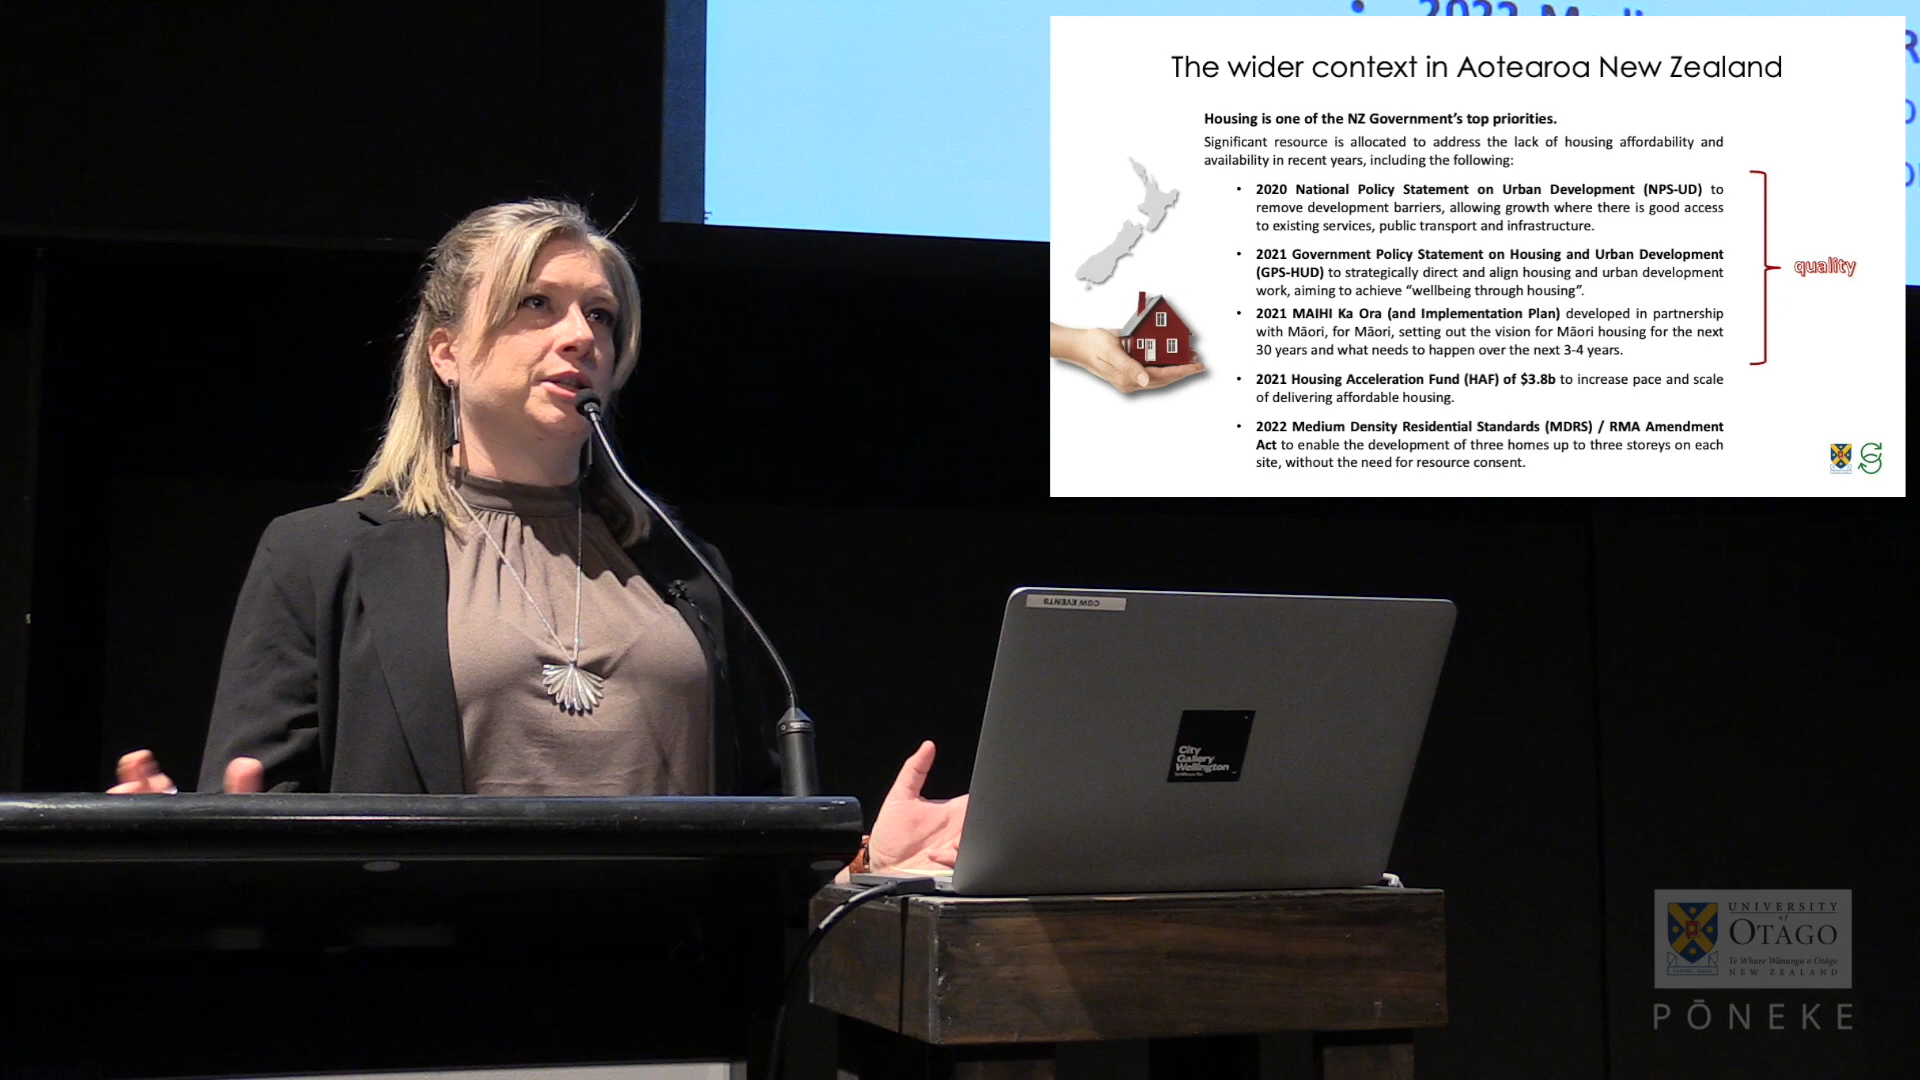 2022 Medi
The wider context in Aotearoa New Zealand
Housing is one of the NZ Government's top priorities.
Significant resource is allocated to address the lack of housing affordability and
availability in recent years, including the following:
• 2020 National Policy Statement on Urban Development (NPS-UD) to
remove development barriers, allowing growth where there is good access
to existing services, public transport and infrastructure.
• 2021 Government Policy Statement on Housing and Urban Development
(GPS-HUD) to strategically direct and align housing and urban development
work, aiming to achieve “wellbeing through housing”.
• 2021 MAIHI Ka Ora (and Implementation Plan) developed in partnership
with Māori, for Māori, setting out the vision for Māori housing for the next
30 years and what needs to happen over the next 3-4 years.
• 2021 Housing Acceleration Fund (HAF) of $3.8b to increase pace and scale
of delivering affordable housing.
• 2022 Medium Density Residential Standards (MDRS) / RMA Amendment
Act to enable the development of three homes up to three storeys on each
site, without the need for resource consent.
quality
CGW EVENTS
City
Gallery
Wellington
UNIVERSITY
of
OTAGO
Te Whare Wānanga o Otāgo
NEW ZEALAND
PŌNEKE